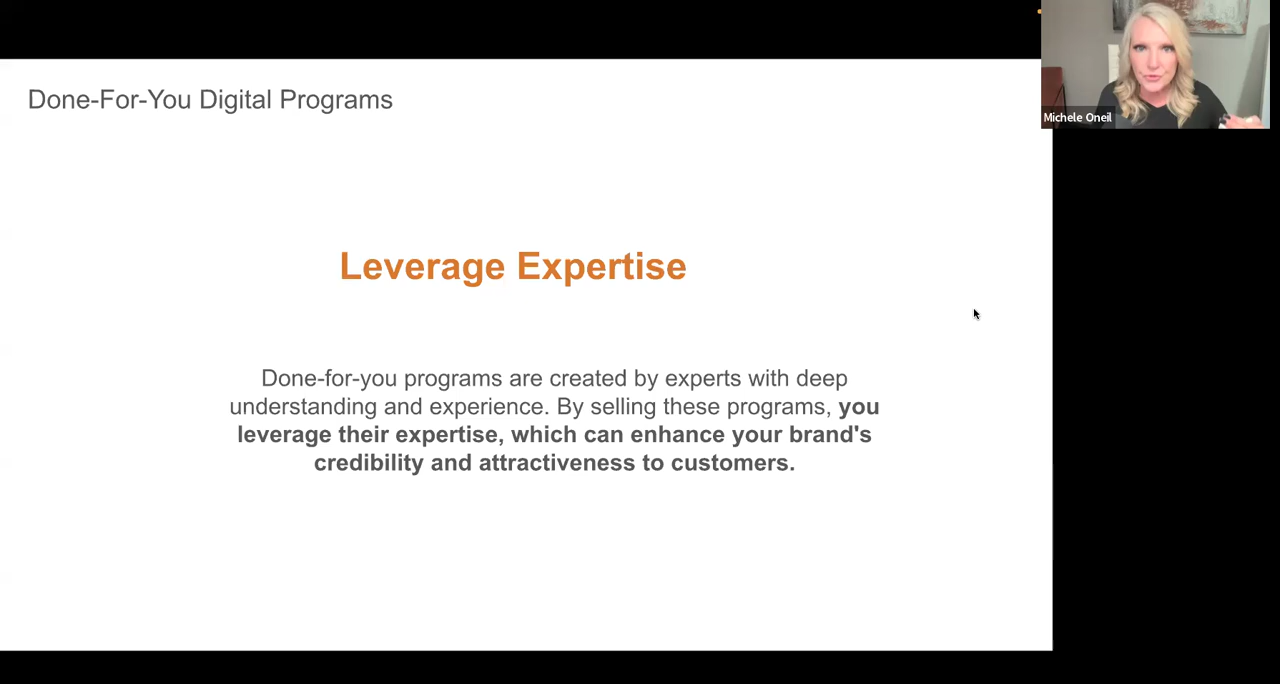 Done-For-You Digital Programs
Michele Oneil
Leverage Expertise
Done-for-you programs are created by experts with deep
understanding and experience. By selling these programs, you
leverage their expertise, which can enhance your brand's
credibility and attractiveness to customers.